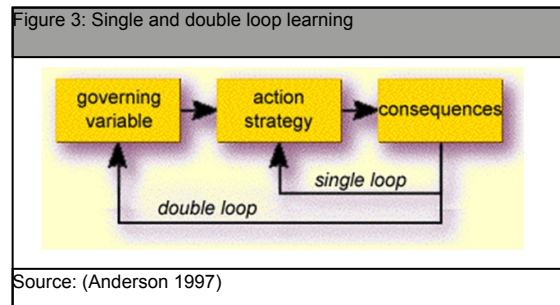 Figure 3: Single and double loop learning
governing
variable
action
strategy
consequences
single loop
double loop
Source: (Anderson 1997)